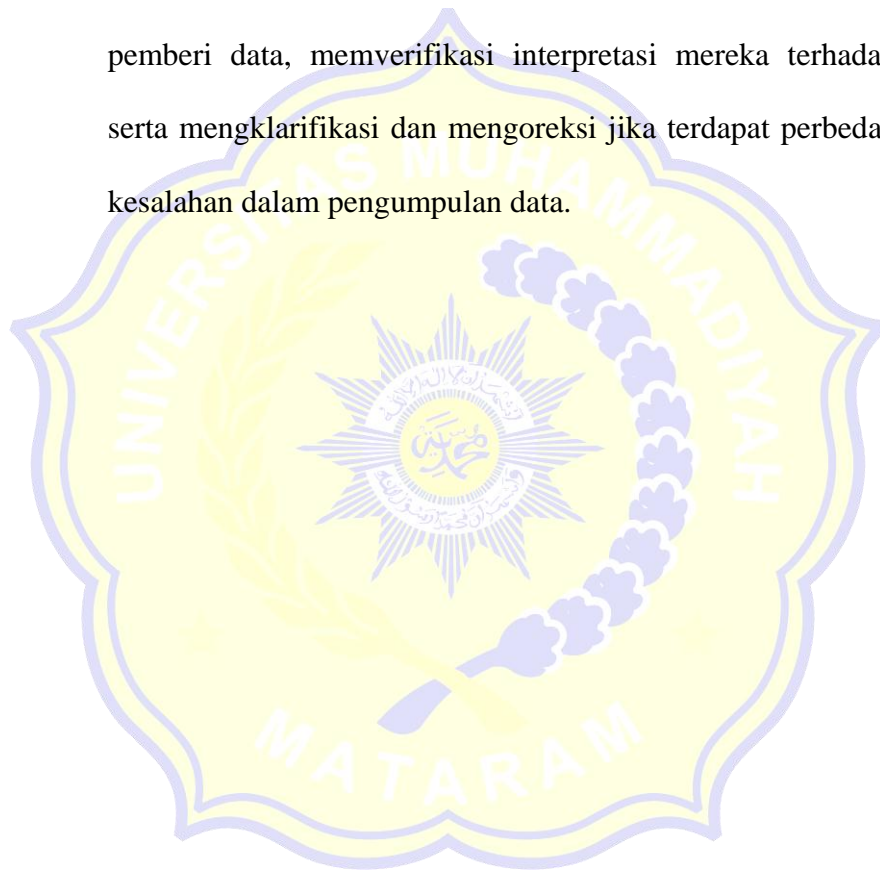 pemberi data, memverifikasi interpretasi mereka terhada
serta mengklarifikasi dan mengoreksi jika terdapat perbeda
kesalahan dalam pengumpulan data.
UNIVERSITAS MUHAMMADIYAH
MATARAM